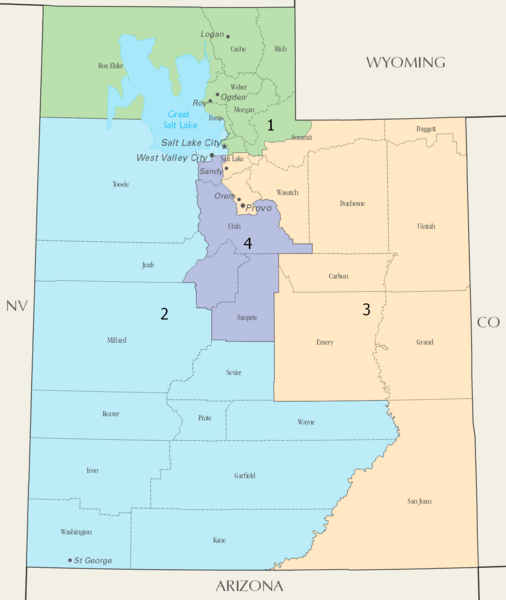 Logan
Cache
Rich
Box Elder
WYOMING
Weber
Ogden
Roy
Morgan
Great
Salt Lake
Davis
1
Daggett
Summit
Salt Lake City
West Valley City
Salt Lake
Sandy
Tooele
Wasatch
Orem
Provo
Duchesne
Uintah
Utah
4
Juab
Carbon
NV
2
Sanpete
3
CO
Millard
Emery
Grand
Sevier
Beaver
Piute
Wayne
Iron
Garfield
San Juan
Washington
Kane
St George
ARIZONA